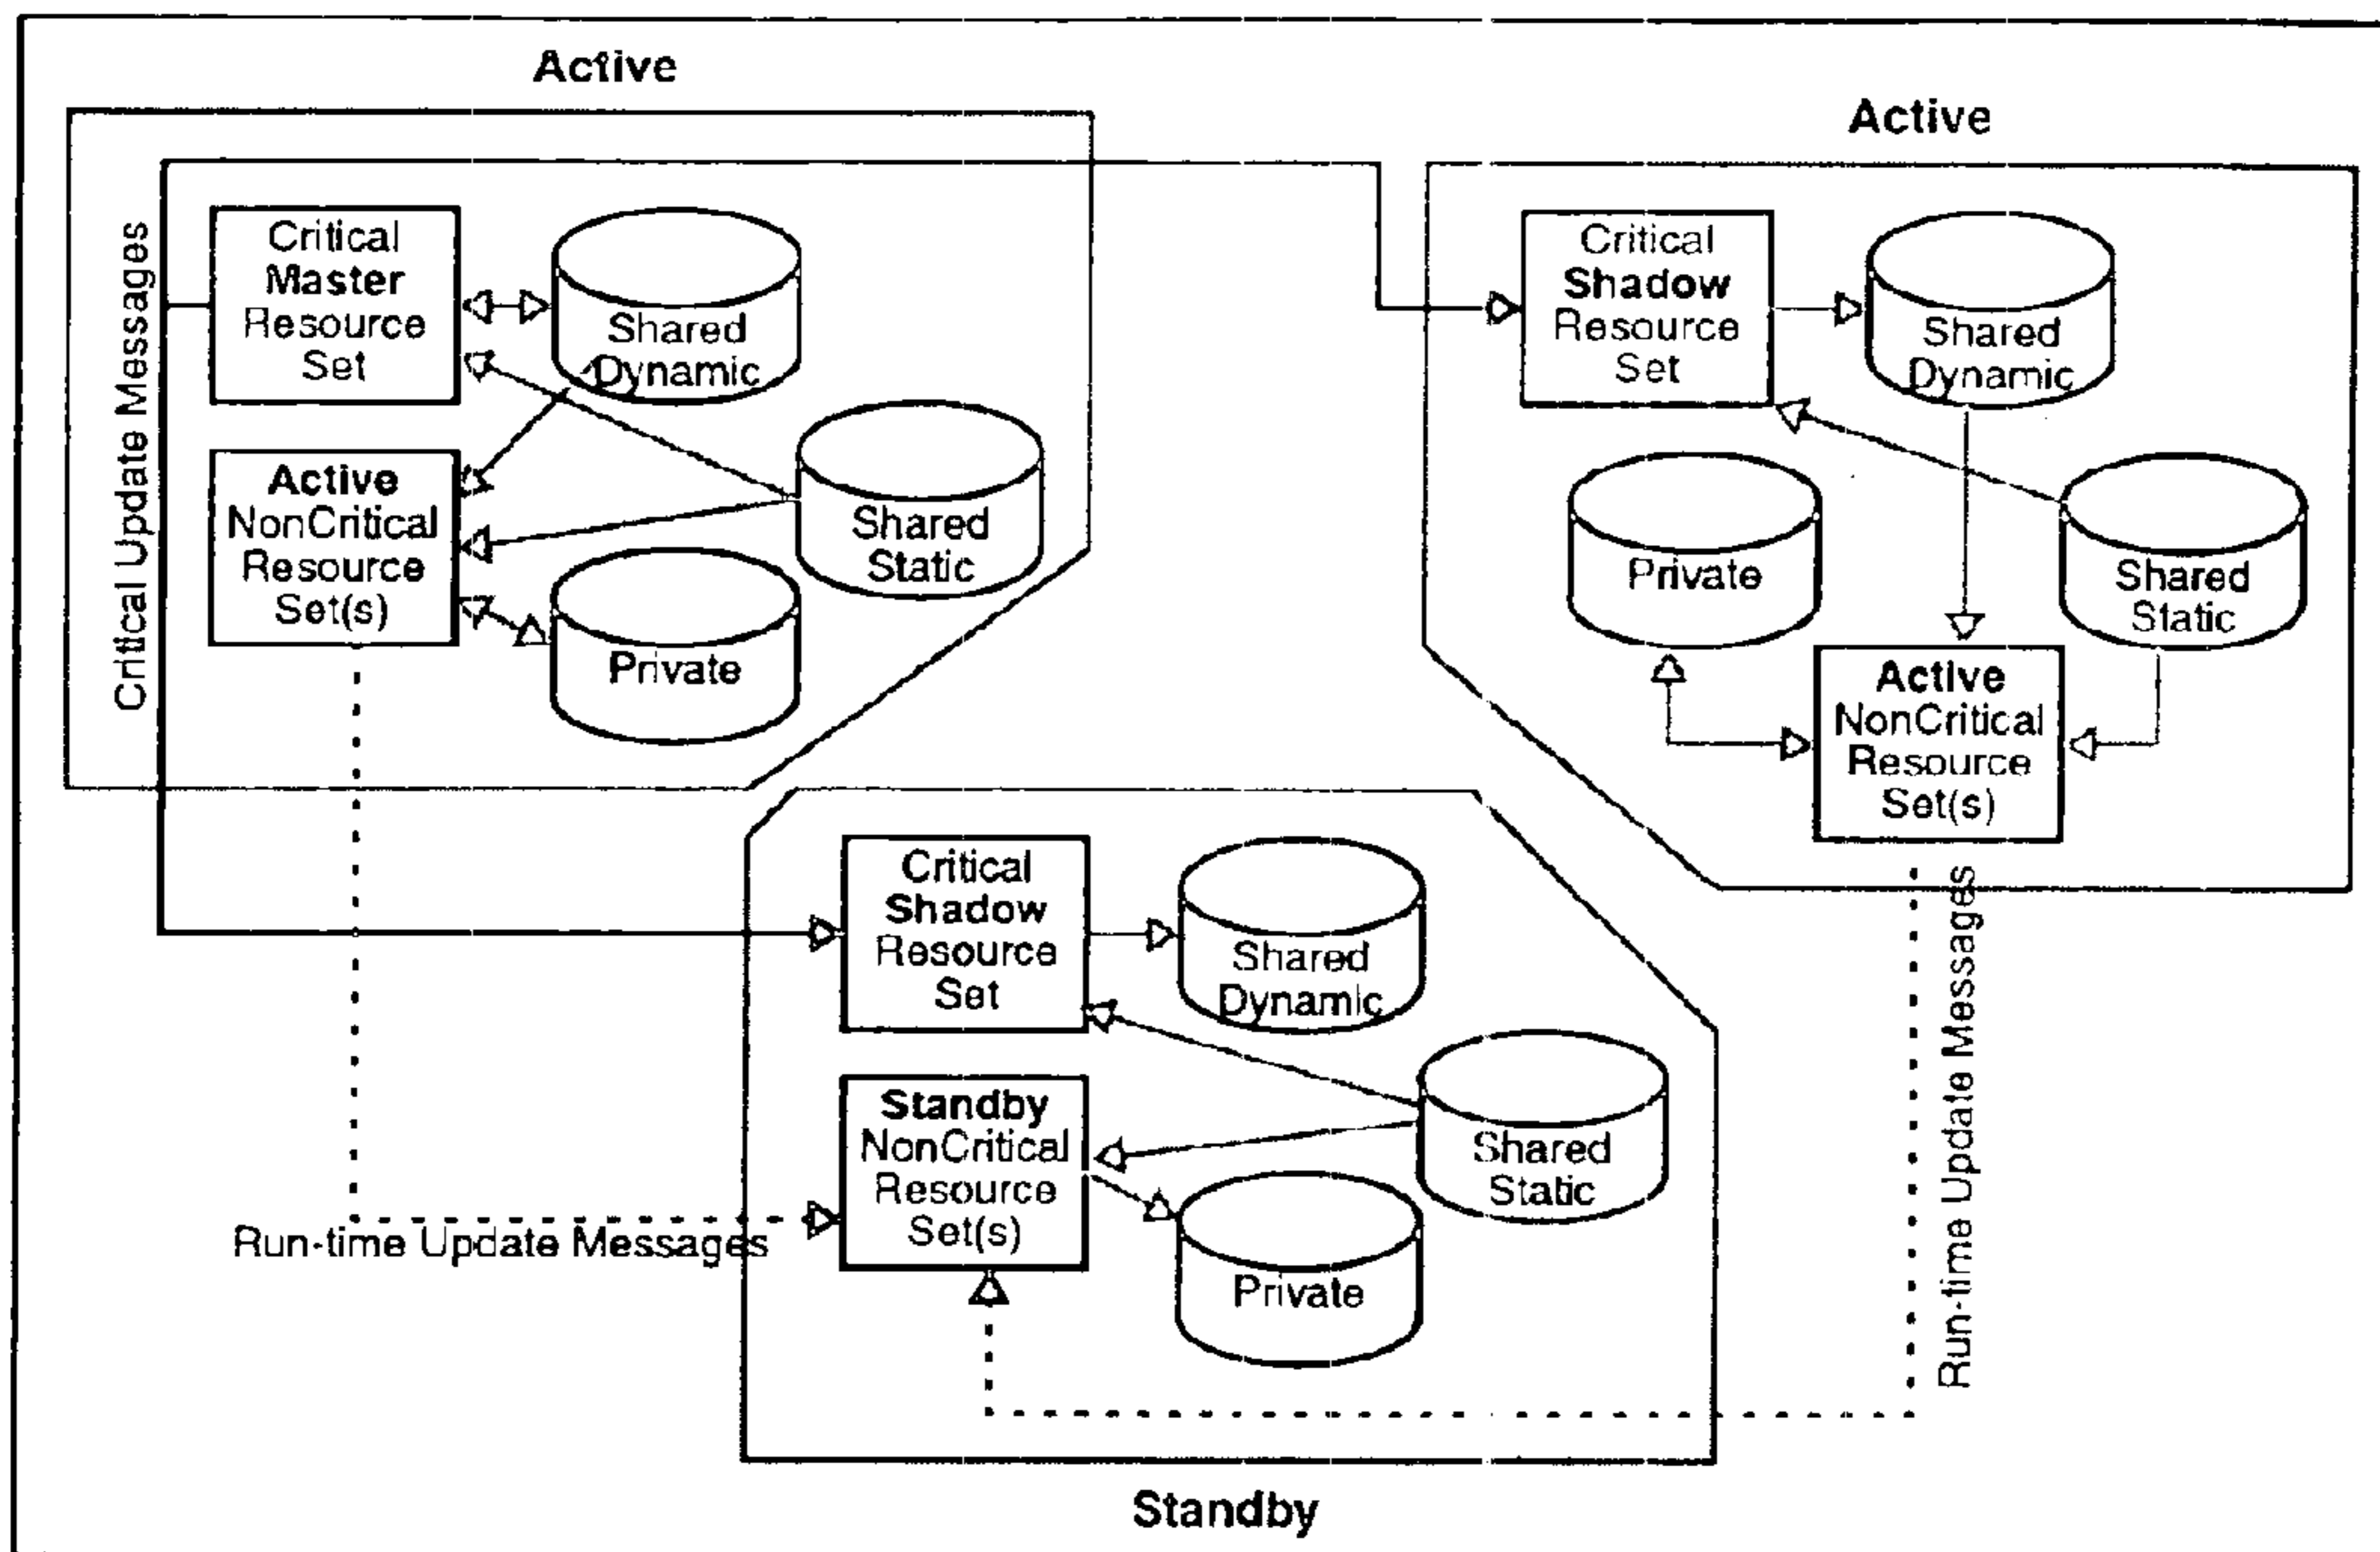 Active
Critical Update Messages
Critical
Master
Resource
Set
Shared
Dynamic
Active
NonCritical
Resource
Set(s)
Shared
Static
Private
Active
Critical
Shadow
Resource
Set
Shared
Dynamic
Private
Shared
Static
Active
NonCritical
Resource
Set(s)
Run-time Update Messages
Critical
Shadow
Resource
Set
Shared
Dynamic
Standby
NonCritical
Resource
Set(s)
Shared
Static
Private
Run-time Update Messages
Standby